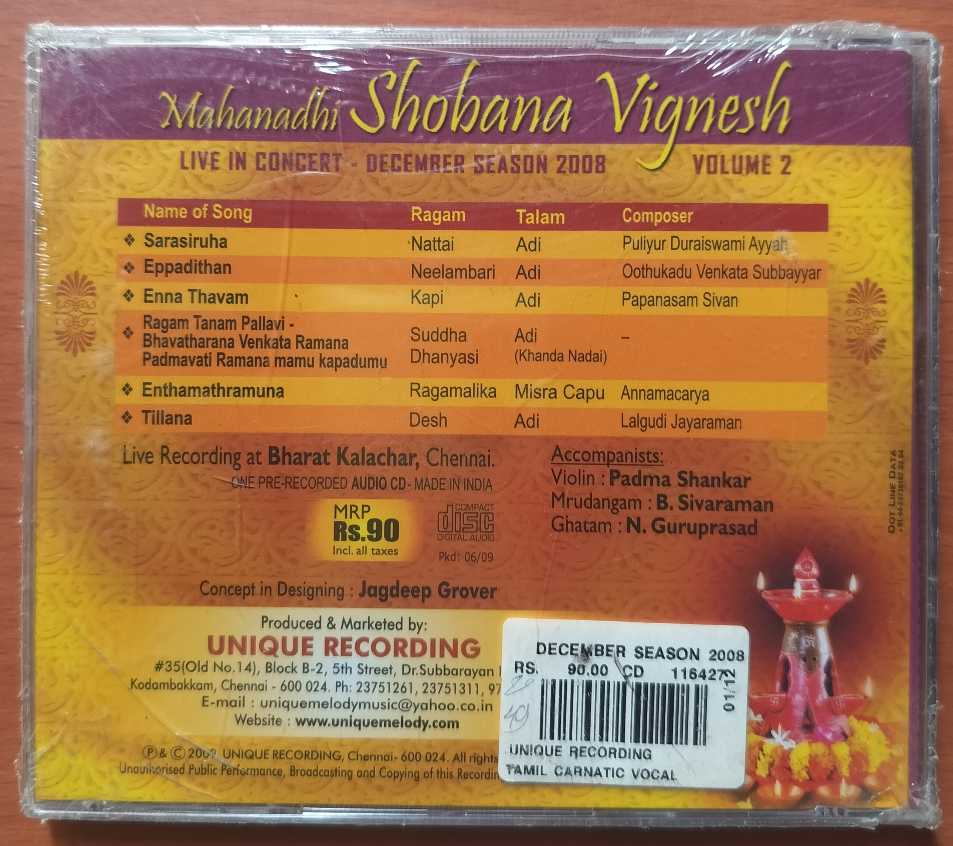 Mahanadhi Shobana Vignesh
LIVE IN CONCERT - DECEMBER SEASON 2008 VOLUME 2
Name of Song Ragam Talam Composer
❖ Sarasiruha Nattai Adi Puliyur Duraiswami Ayyah
❖ Eppadithan Neelambari Adi Oothukadu Venkata Subbayyar
❖ Enna Thavam Kapi Adi Papanasam Sivan
❖ Ragam Tanam Pallavi -
Bhavatharana Venkata Ramana Suddha Adi –
Padmavati Ramana mamu kapadumu Dhanyasi (Khanda Nadai)
❖ Enthamathramuna Ragamalika Misra Capu Annamacarya
❖ Tillana Desh Adi Lalgudi Jayaraman
Live Recording at Bharat Kalachar, Chennai.
ONE PRE-RECORDED AUDIO CD - MADE IN INDIA
Accompanists:
Violin : Padma Shankar
Mrudangam : B. Sivaraman
Ghatam : N. Guruprasad
MRP
Rs.90
Incl. all taxes
COMPACT
disc
DIGITAL AUDIO
Pkd: 06/09
DOT LINE DATA
Concept in Designing : Jagdeep Grover
Produced & Marketed by:
UNIQUE RECORDING
#35(Old No.14), Block B-2, 5th Street, Dr.Subbarayan
Kodambakkam, Chennai - 600 024. Ph: 23751261, 23751311, 97
E-mail : uniquemelodymusic@yahoo.co.in
Website : www.uniquemelody.com
℗ & © 2009 UNIQUE RECORDING, Chennai- 600 024. All rights
Unauthorised Public Performance, Broadcasting and Copying of this Recording
DECEMBER SEASON 2008
RS. 90.00 CD 116427
01/12
UNIQUE RECORDING
TAMIL CARNATIC VOCAL